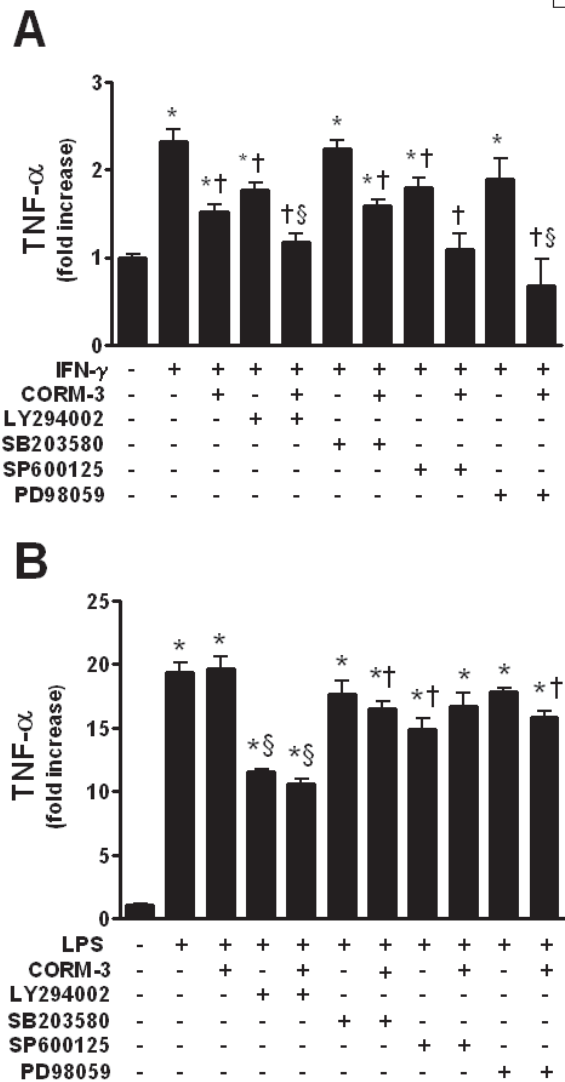 A
TNF-α
(fold increase)
3
* *
* *† *† *† *† *
2
†§ † †§
1
0
IFN-γ - + + + + + + + + + +
CORM-3 - - + - + - + - + - +
LY294002 - - - + + - - - - - -
SB203580 - - - - - + + - - - -
SP600125 - - - - - - - + + - -
PD98059 - - - - - - - - - + +
B
TNF-α
(fold increase)
25
* * *§ *§ * *† *† * * *†
20
15
10
5
0
LPS - + + + + + + + + + +
CORM-3 - - + - + - + - + - +
LY294002 - - - + + - - - - - -
SB203580 - - - - - + + - - - -
SP600125 - - - - - - - + + - -
PD98059 - - - - - - - - - + +